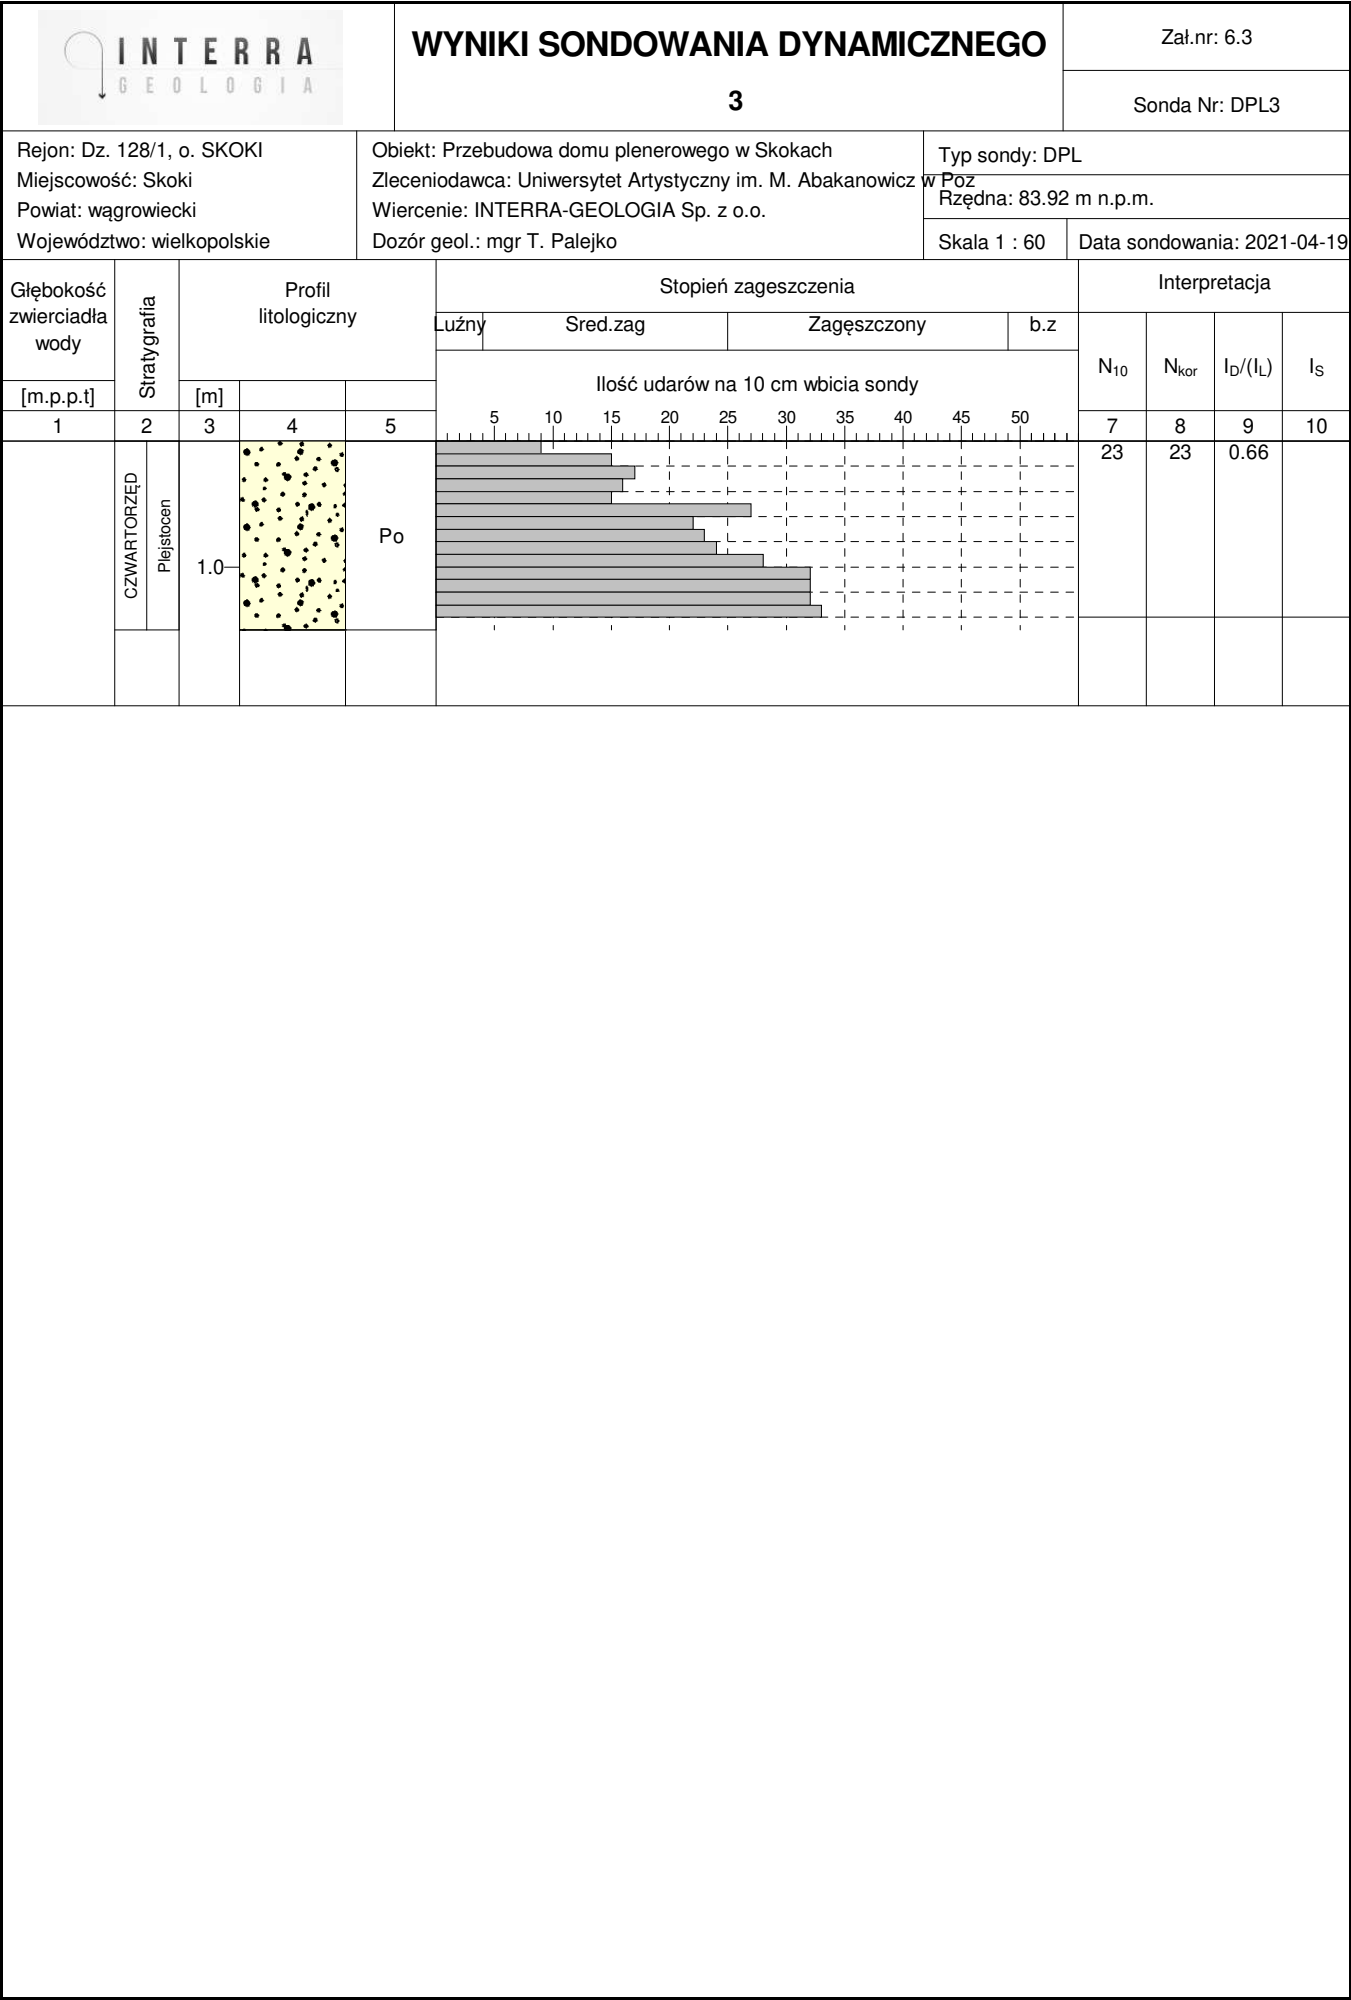 INTERRA
GEOLOGIA
WYNIKI SONDOWANIA DYNAMICZNEGO
3
Zał.nr: 6.3
Sonda Nr: DPL3
Rejon: Dz. 128/1, o. SKOKI
Miejscowość: Skoki
Powiat: wągrowiecki
Województwo: wielkopolskie
Obiekt: Przebudowa domu plenerowego w Skokach
Zleceniodawca: Uniwersytet Artystyczny im. M. Abakanowicz w Poz
Wiercenie: INTERRA-GEOLOGIA Sp. z o.o.
Dozór geol.: mgr T. Palejko
Typ sondy: DPL
Rzędna: 83.92 m n.p.m.
Skala 1 : 60
Data sondowania: 2021-04-19
Głębokość
zwierciadła
wody
[m.p.p.t]
Stratygrafia
Profil
litologiczny
[m]
Stopień zageszczenia
Luźny
Sred.zag
Zagęszczony
b.z
Ilość udarów na 10 cm wbicia sondy
5 10 15 20 25 30 35 40 45 50
Interpretacja
N10
Nkor
ID/(IL)
IS
1 2 3 4 5 7 8 9 10
CZWARTORZĘD
Plejstocen
1.0
Po
23 23 0.66